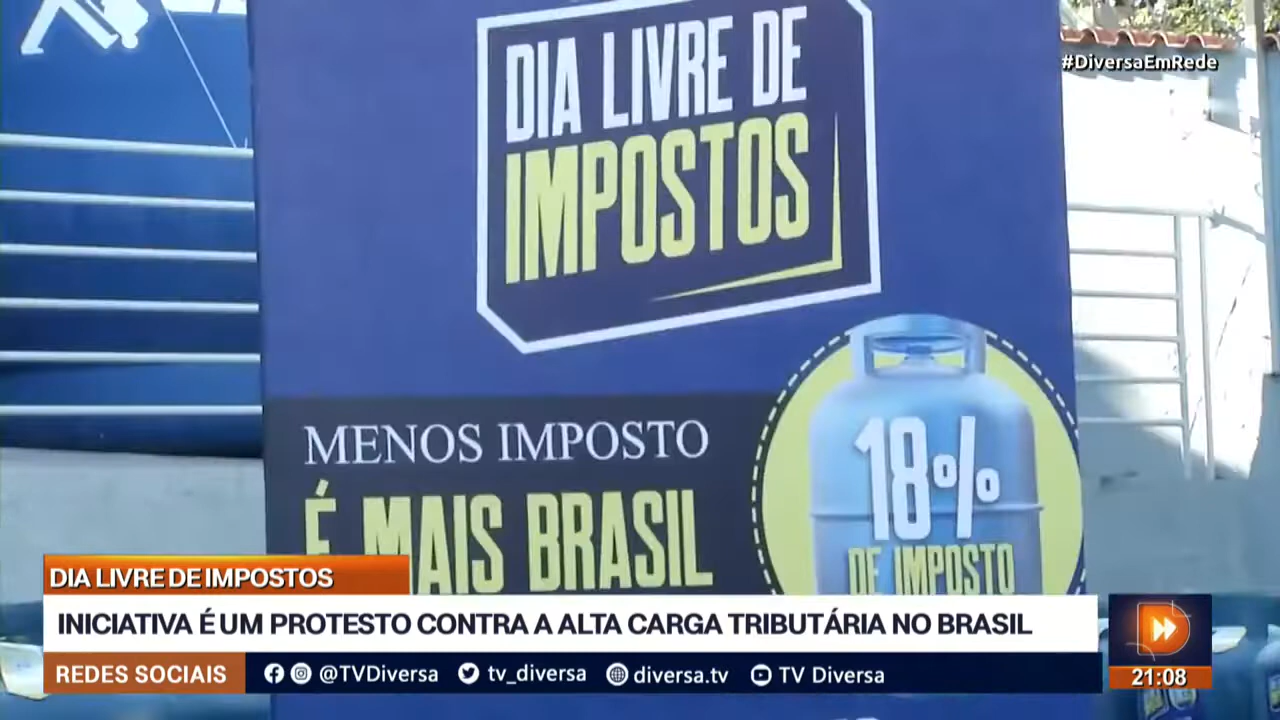 #DiversaEmRede
DIA LIVRE DE
IMPOSTOS
MENOS IMPOSTO
É MAIS BRASIL
18%
DE IMPOSTO
DIA LIVRE DE IMPOSTOS
INICIATIVA É UM PROTESTO CONTRA A ALTA CARGA TRIBUTÁRIA NO BRASIL
REDES SOCIAIS
@TVDiversa
tv_diversa
diversa.tv
TV Diversa
21:08